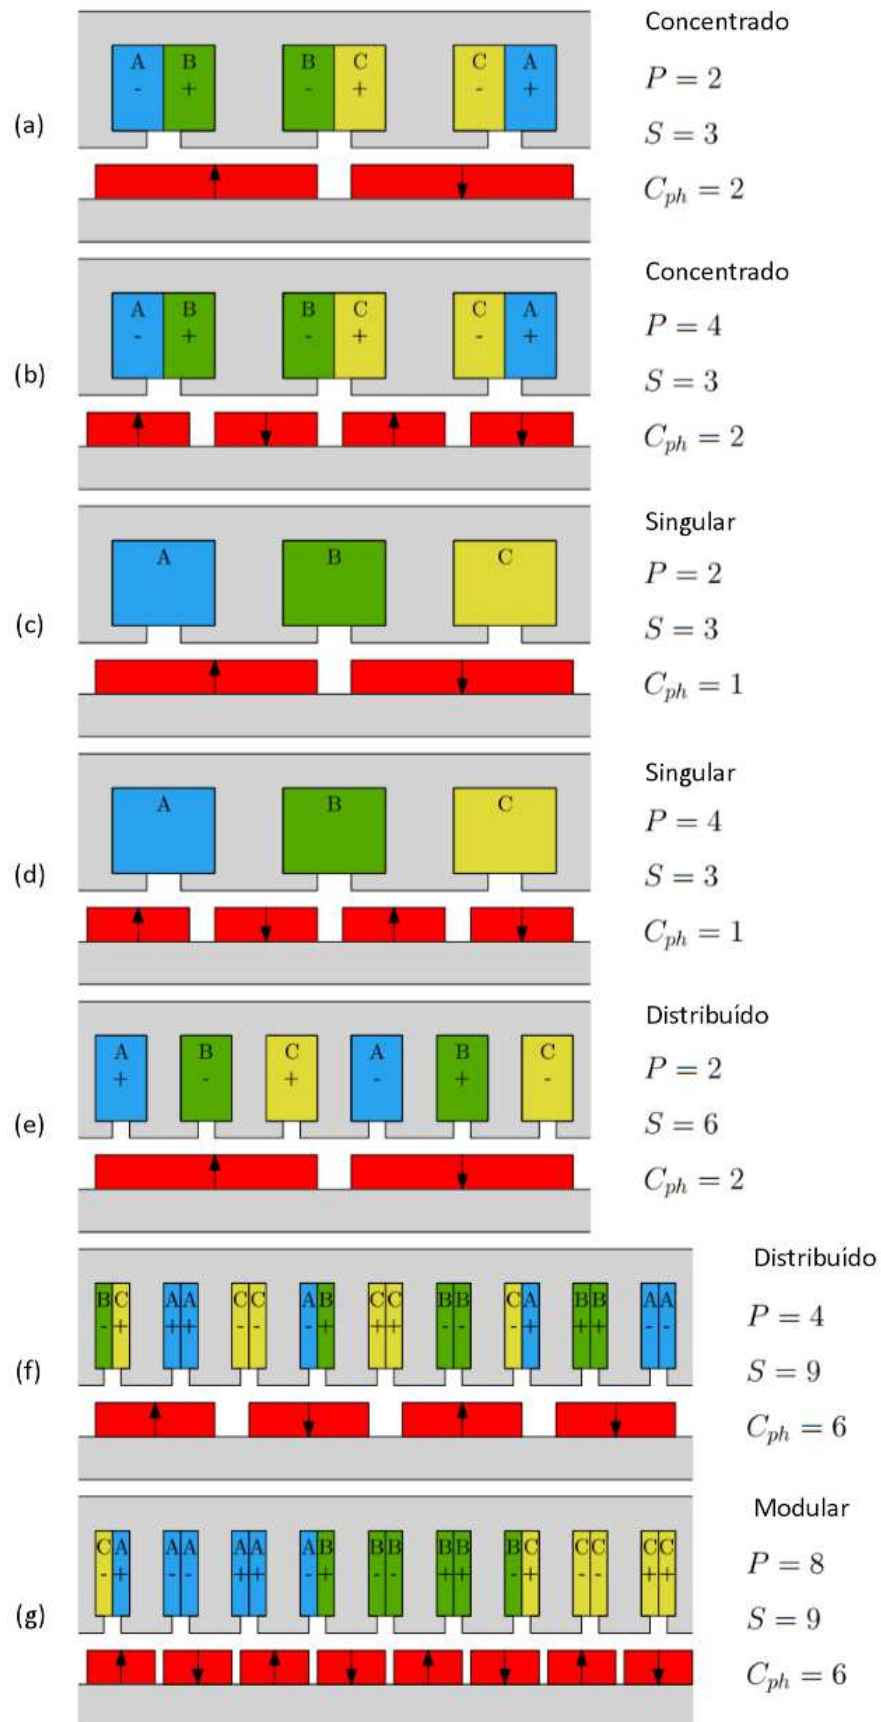 Concentrado
A B B C C A
- + - + - +
P = 2
(a)
S = 3
C_ph = 2
Concentrado
A B B C C A
- + - + - +
P = 4
(b)
S = 3
C_ph = 2
Singular
A B C
P = 2
(c)
S = 3
C_ph = 1
Singular
A B C
P = 4
(d)
S = 3
C_ph = 1
Distribuído
A B C A B C
+ - + - + -
P = 2
(e)
S = 6
C_ph = 2
Distribuído
B C A A C C A B C C B B C A B B A A
- + + + - - - + + + - - - + + + - -
P = 4
(f)
S = 9
C_ph = 6
Modular
C A A A A A A B B B B B B C C C C C
- + - - + + - + - - + + - + - - + +
P = 8
(g)
S = 9
C_ph = 6